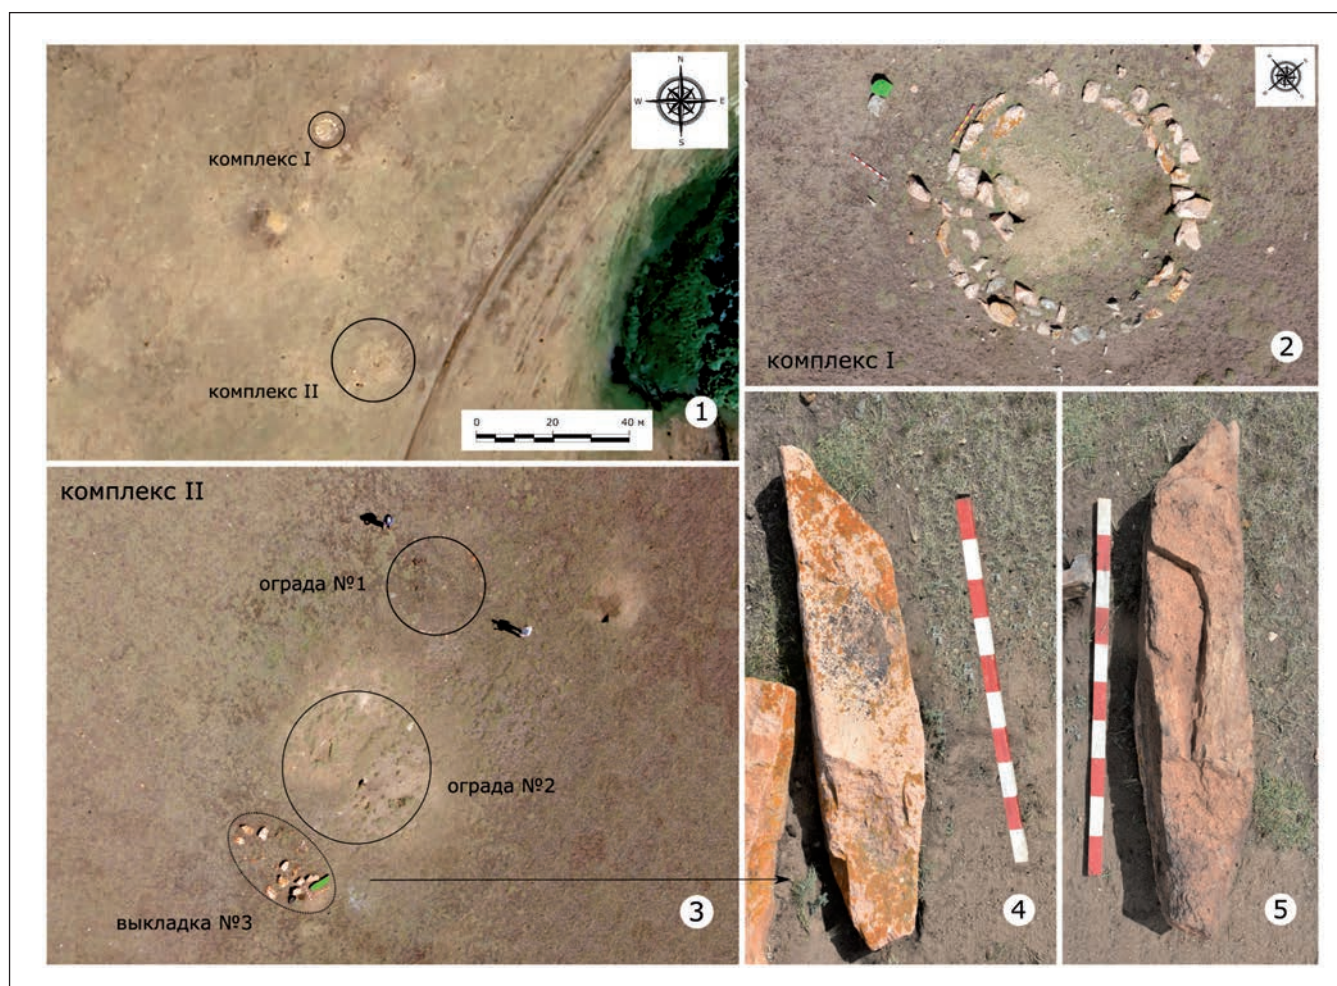 N
W E
S
комплекс I
комплекс II
0 20 40 м
1
комплекс I
2
комплекс II
ограда №1
ограда №2
выкладка №3
3
4
5